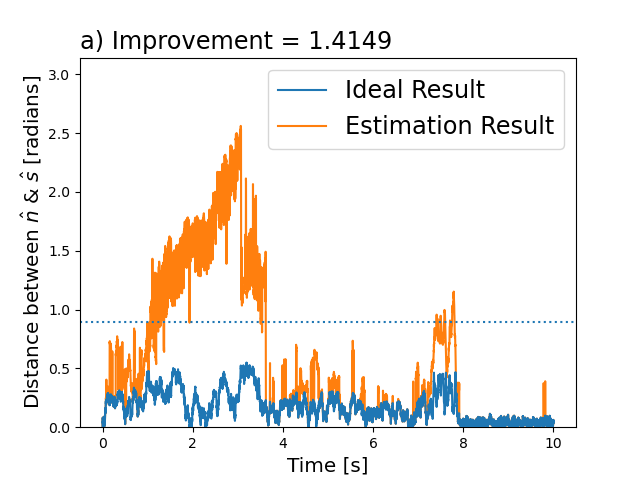 a) Improvement = 1.4149
Ideal Result
Estimation Result
Distance between n̂ & ŝ [radians]
3.0
2.5
2.0
1.5
1.0
0.5
0.0
0 2 4 6 8 10
Time [s]